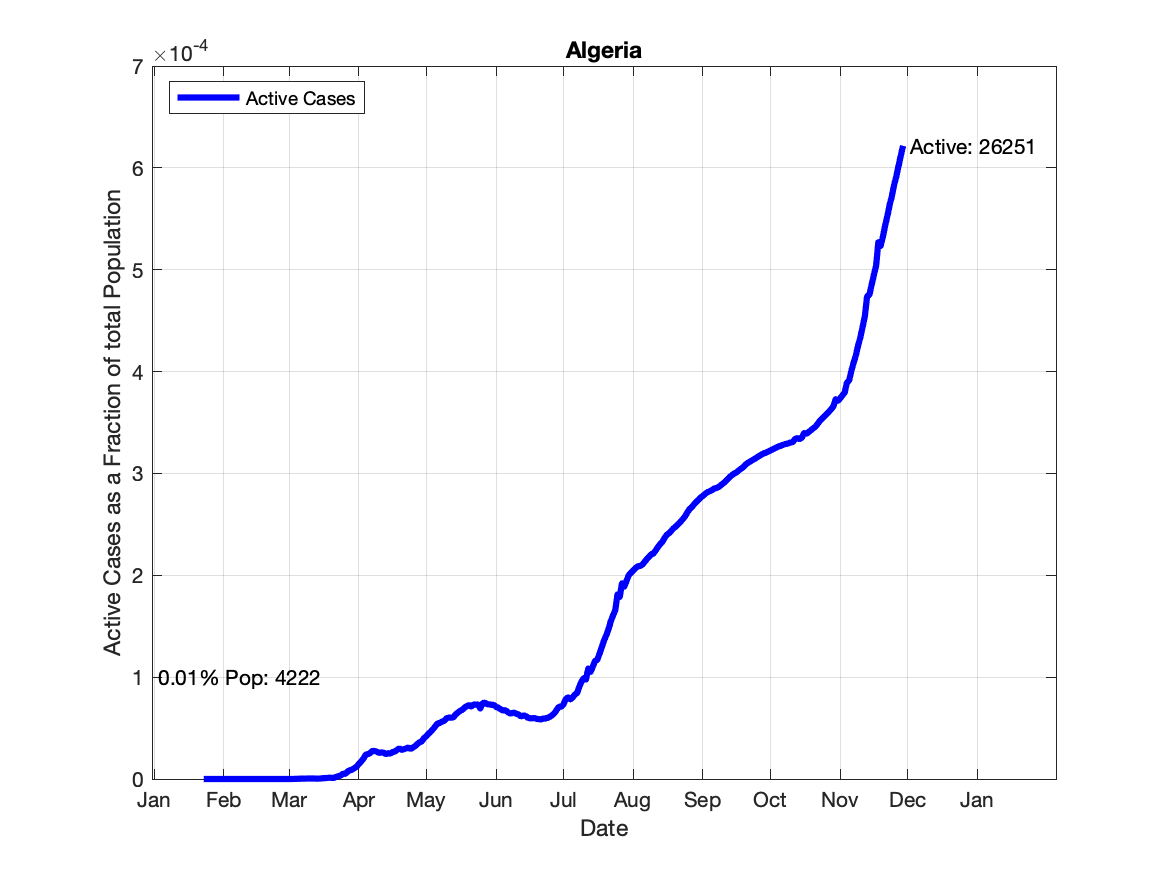 Algeria
×10-4
7
6
5
4
3
2
1
0
Active Cases
Active: 26251
0.01% Pop: 4222
Active Cases as a Fraction of total Population
Jan Feb Mar Apr May Jun Jul Aug Sep Oct Nov Dec Jan
Date